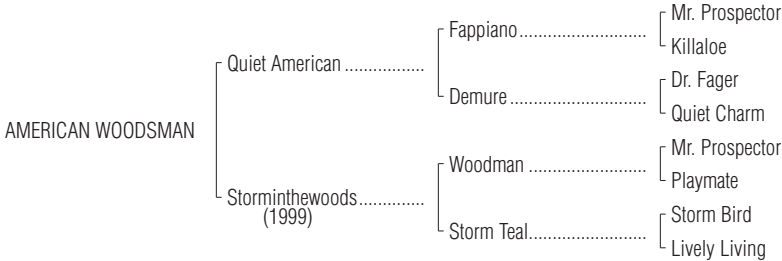 Mr. Prospector
Fappiano
Killaloe
Quiet American
Dr. Fager
Demure
Quiet Charm
AMERICAN WOODSMAN
Mr. Prospector
Woodman
Playmate
Storminthewoods
(1999)
Storm Bird
Storm Teal
Lively Living